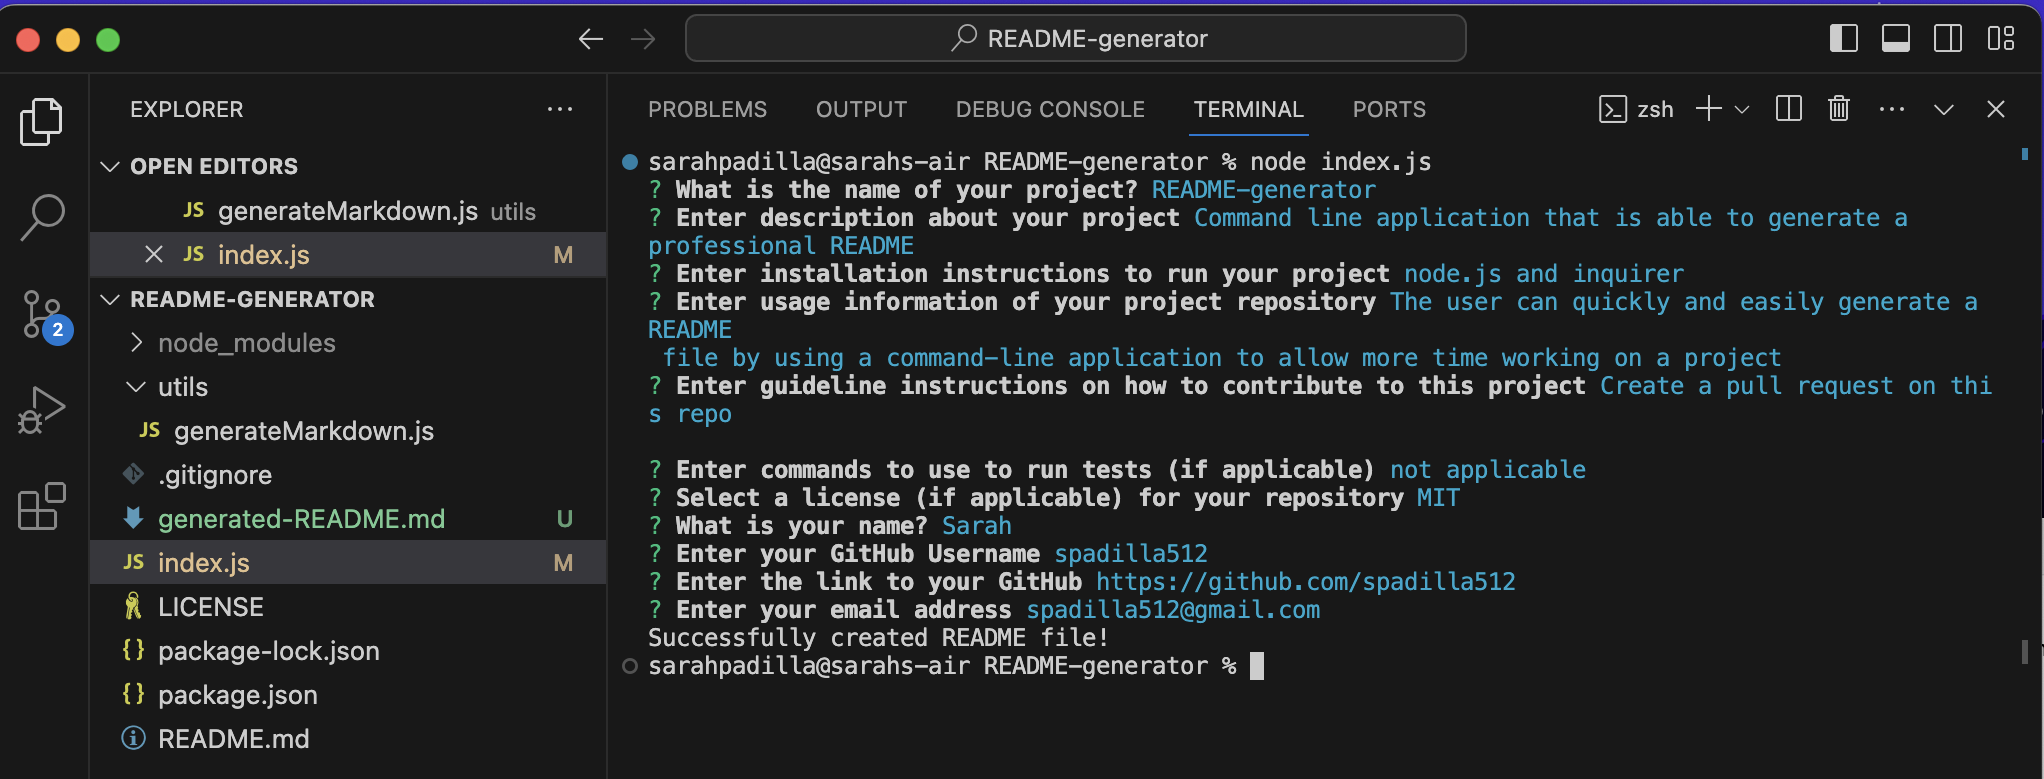 README-generator
EXPLORER
OPEN EDITORS
JS generateMarkdown.js utils
JS index.js M
README-GENERATOR
node_modules
utils
JS generateMarkdown.js
.gitignore
generated-README.md U
JS index.js M
LICENSE
{} package-lock.json
{} package.json
README.md
2
PROBLEMS OUTPUT DEBUG CONSOLE TERMINAL PORTS zsh
sarahpadilla@sarahs-air README-generator % node index.js
? What is the name of your project? README-generator
? Enter description about your project Command line application that is able to generate a
professional README
? Enter installation instructions to run your project node.js and inquirer
? Enter usage information of your project repository The user can quickly and easily generate a
README
file by using a command-line application to allow more time working on a project
? Enter guideline instructions on how to contribute to this project Create a pull request on thi
s repo
? Enter commands to use to run tests (if applicable) not applicable
? Select a license (if applicable) for your repository MIT
? What is your name? Sarah
? Enter your GitHub Username spadilla512
? Enter the link to your GitHub https://github.com/spadilla512
? Enter your email address spadilla512@gmail.com
Successfully created README file!
sarahpadilla@sarahs-air README-generator %